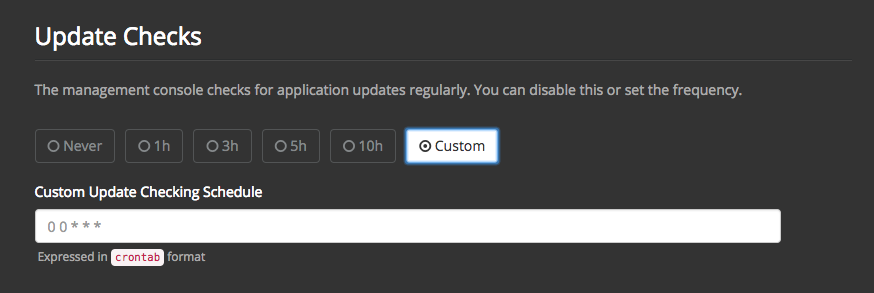 Update Checks
The management console checks for application updates regularly. You can disable this or set the frequency.
Never 1h 3h 5h 10h Custom
Custom Update Checking Schedule
0 0 * * *
Expressed in crontab format